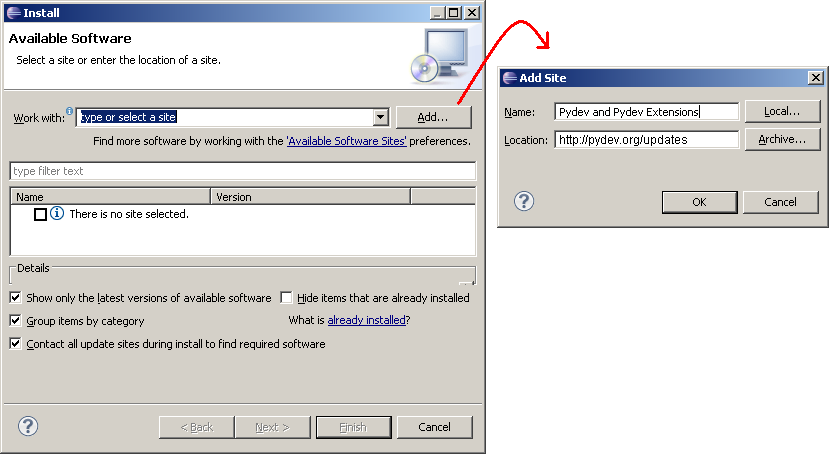 Install
Available Software
Select a site or enter the location of a site.
Work with: type or select a site Add...
Find more software by working with the 'Available Software Sites' preferences.
type filter text
Name Version
There is no site selected.
Details
Show only the latest versions of available software Hide items that are already installed
Group items by category What is already installed?
Contact all update sites during install to find required software
< Back Next > Finish Cancel
Add Site
Name: Pydev and Pydev Extensions Local...
Location: http://pydev.org/updates Archive...
OK Cancel